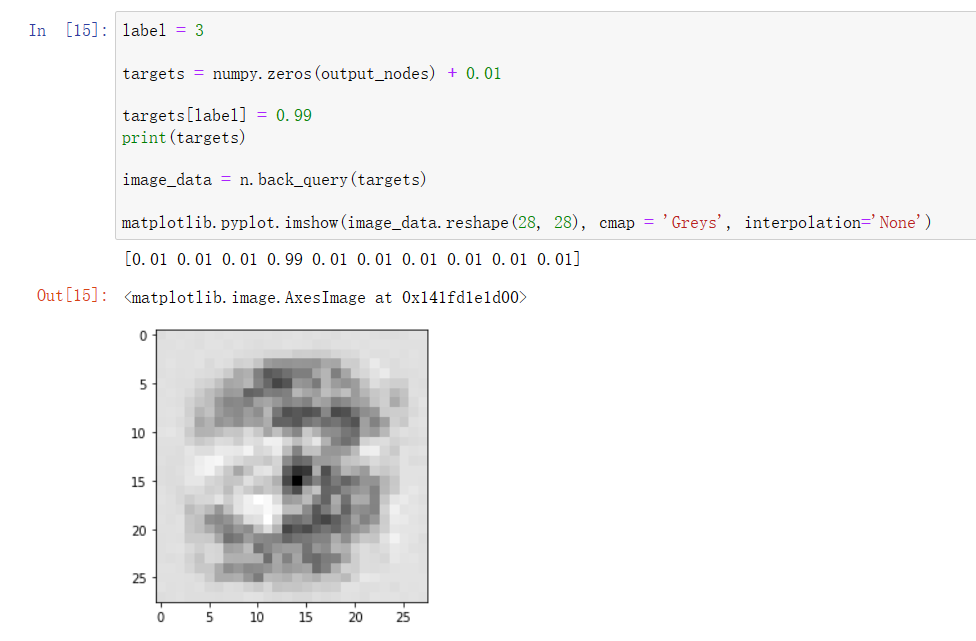 In [15]: label = 3
targets = numpy.zeros(output_nodes) + 0.01
targets[label] = 0.99
print(targets)
image_data = n.back_query(targets)
matplotlib.pyplot.imshow(image_data.reshape(28, 28), cmap = 'Greys', interpolation='None')
[0.01 0.01 0.01 0.99 0.01 0.01 0.01 0.01 0.01 0.01]
Out[15]: <matplotlib.image.AxesImage at 0x141fd1e1d00>
0
5
10
15
20
25
0 5 10 15 20 25